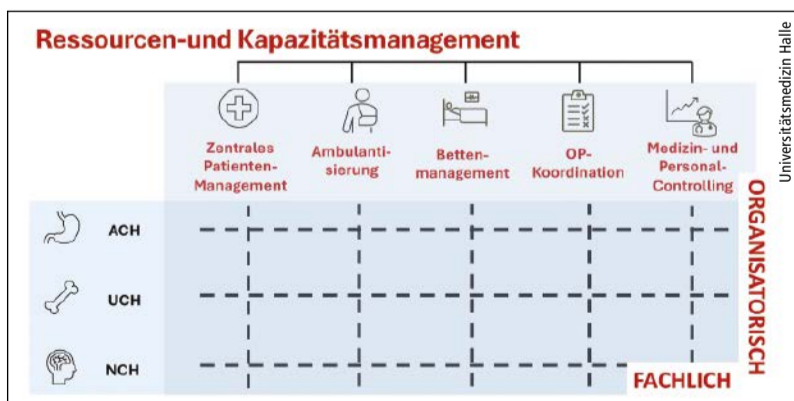 Ressourcen-und Kapazitätsmanagement
Zentrales
Patienten-
Management
Ambulanti-
sierung
Betten-
management
OP-
Koordination
Medizin- und
Personal-
Controlling
ACH
UCH
NCH
ORGANISATORISCH
FACHLICH
Universitätsmedizin Halle